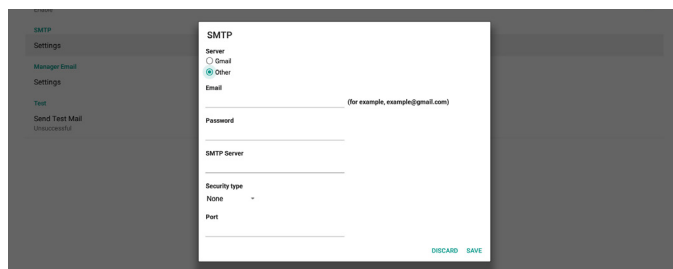 Enable
SMTP
Settings
Manager Email
Settings
Test
Send Test Mail
Unsuccessful
SMTP
Server
Gmail
Other
Email
(for example, example@gmail.com)
Password
SMTP Server
Security type
None
Port
DISCARD SAVE